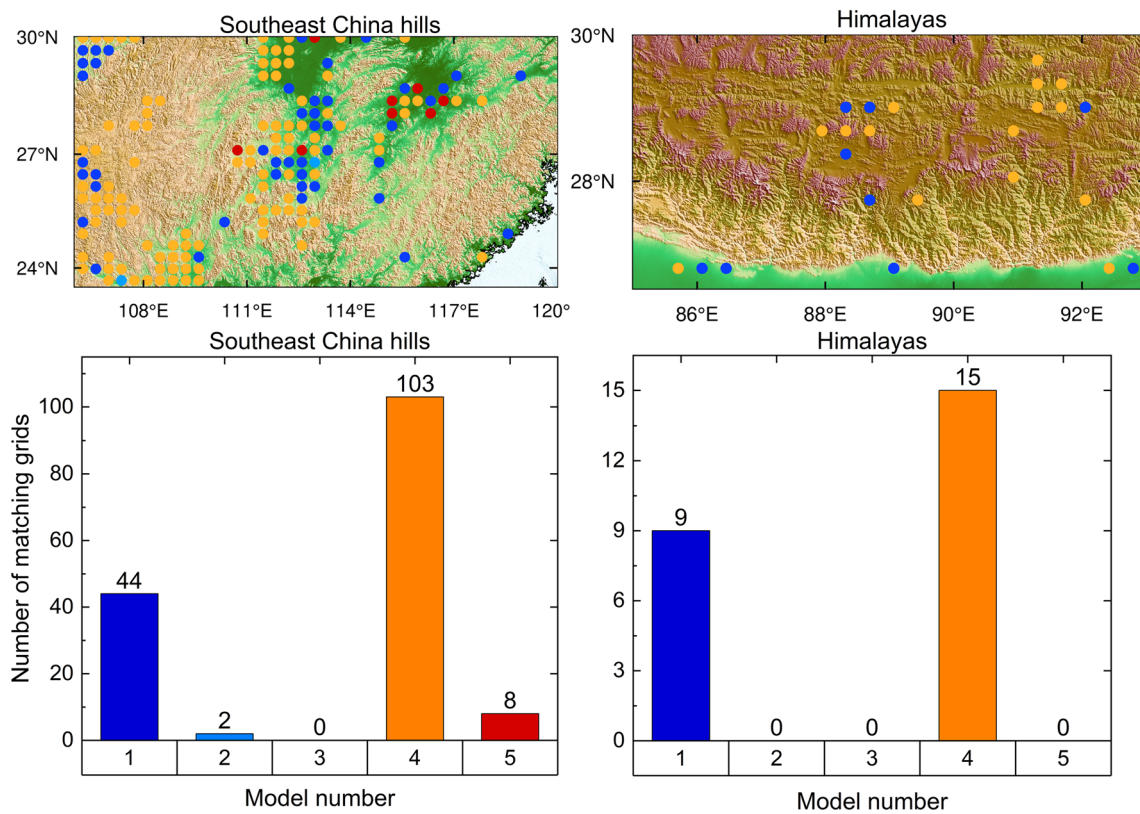 Southeast China hills
30°N
27°N
24°N
108°E 111°E 114°E 117°E 120°
Himalayas
30°N
28°N
86°E 88°E 90°E 92°E
Southeast China hills
Number of matching grids
100
80
60
40
20
0
44 2 0 103 8
1 2 3 4 5
Model number
Himalayas
15
12
9
6
3
0
9 0 0 15 0
1 2 3 4 5
Model number